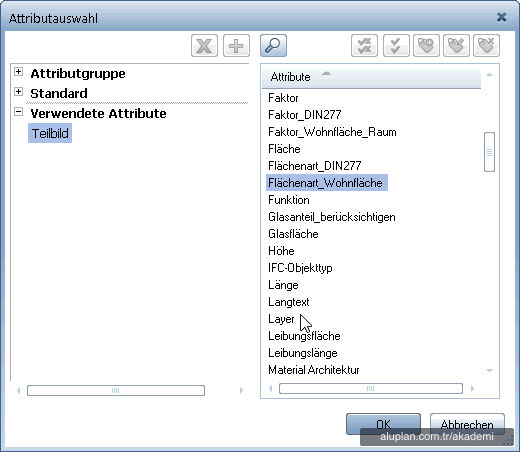 Attributauswahl
Attributgruppe
Standard
Verwendete Attribute
Teilbild
Attribute
Faktor
Faktor_DIN277
Faktor_Wohnfläche_Raum
Fläche
Flächenart_DIN277
Flächenart_Wohnfläche
Funktion
Glasanteil_berücksichtigen
Glasfläche
Höhe
IFC-Objekttyp
Länge
Langtext
Layer
Leibungsfläche
Leibungslänge
Material Architektur
OK
Abbrechen
aluplan.com.tr/akademi